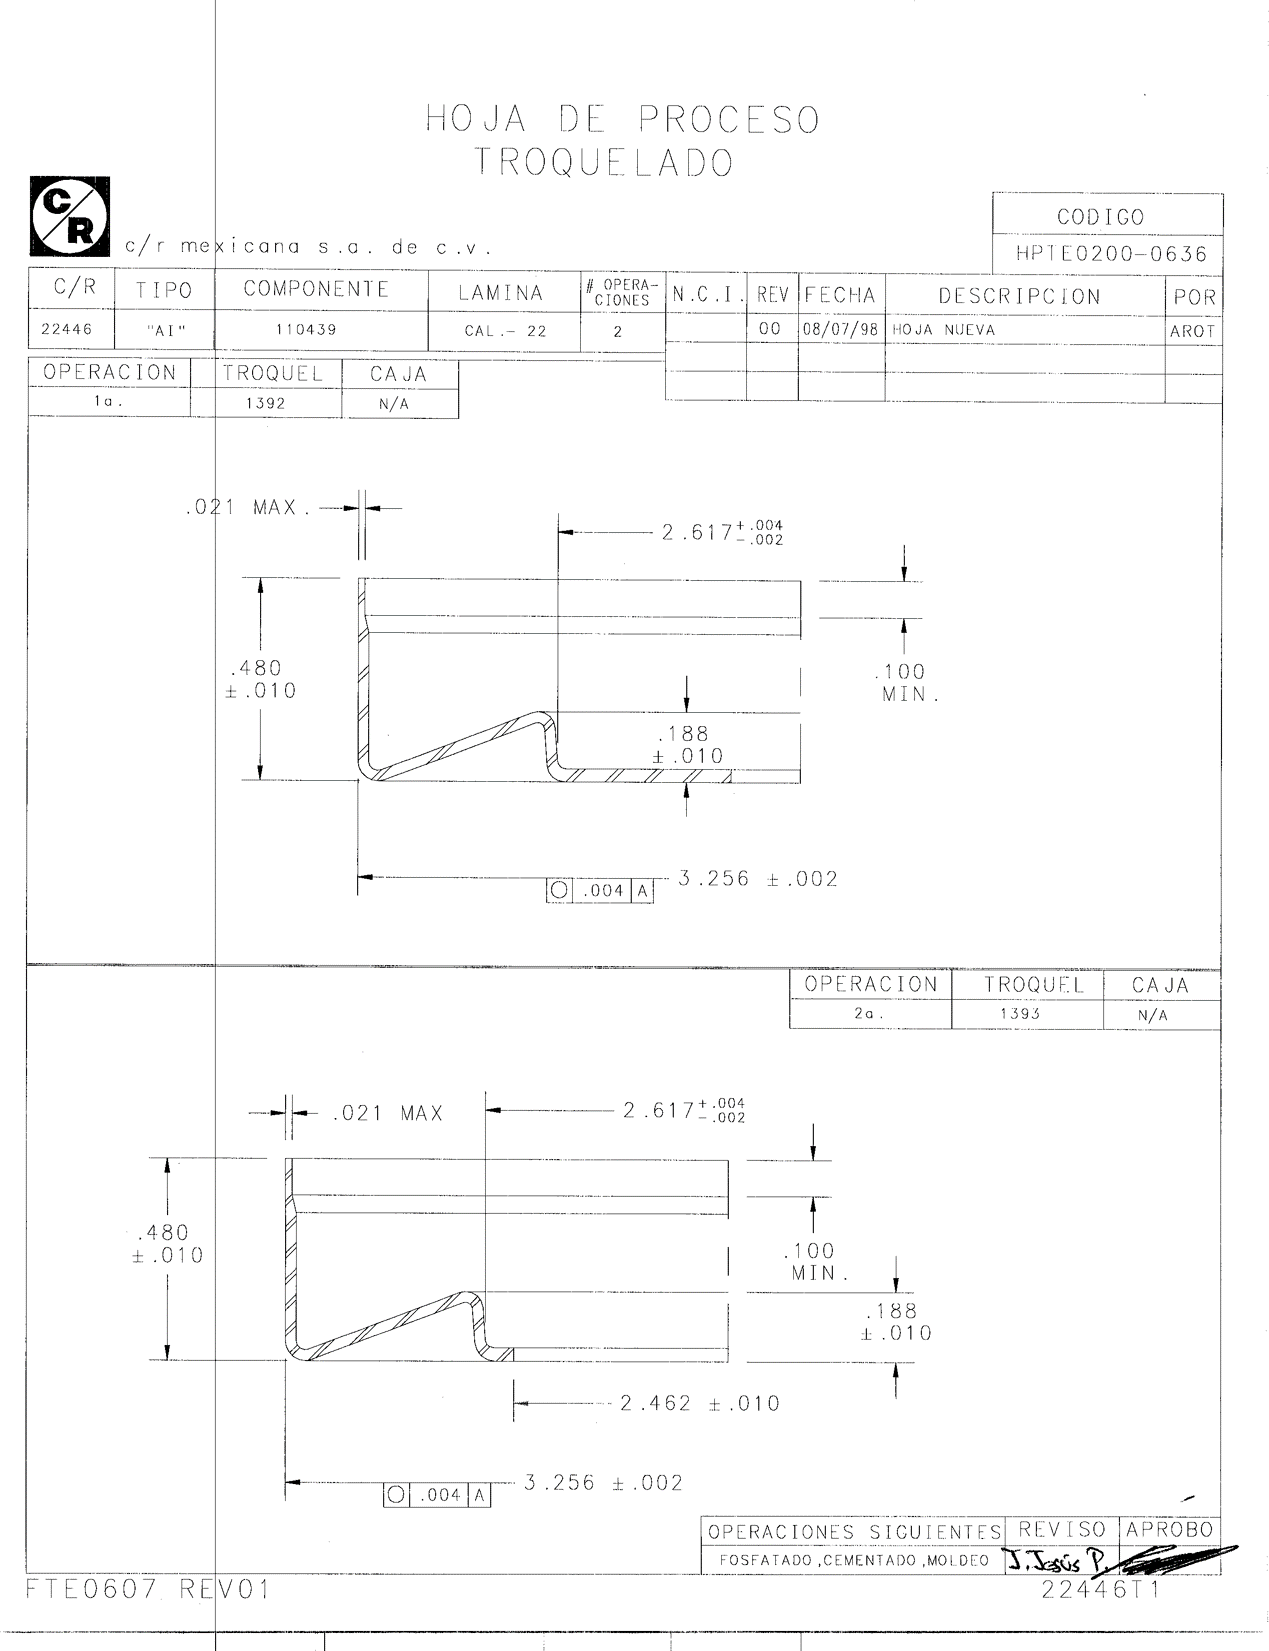 HOJA DE PROCESO
TROQUELADO
C/R
c/r mexicana s.a. de c.v.
CODIGO
HPTE0200-0636
C/R TIPO COMPONENTE LAMINA # OPERA-CIONES N.C.I. REV FECHA DESCRIPCION POR
22446 "AI" 110439 CAL.- 22 2 00 08/07/98 HOJA NUEVA AROT
OPERACION TROQUEL CAJA
1a. 1392 N/A
.021 MAX.
2.617 +.004 -.002
.480
±.010
.100
MIN.
.188
±.010
3.256 ±.002
○ .004 A
OPERACION TROQUEL CAJA
2a. 1393 N/A
.021 MAX
2.617 +.004 -.002
.480
±.010
.100
MIN.
.188
±.010
2.462 ±.010
3.256 ±.002
○ .004 A
OPERACIONES SIGUIENTES REVISO APROBO
FOSFATADO,CEMENTADO,MOLDEO J. Jesús P.
FTE0607 REV01
22446T1